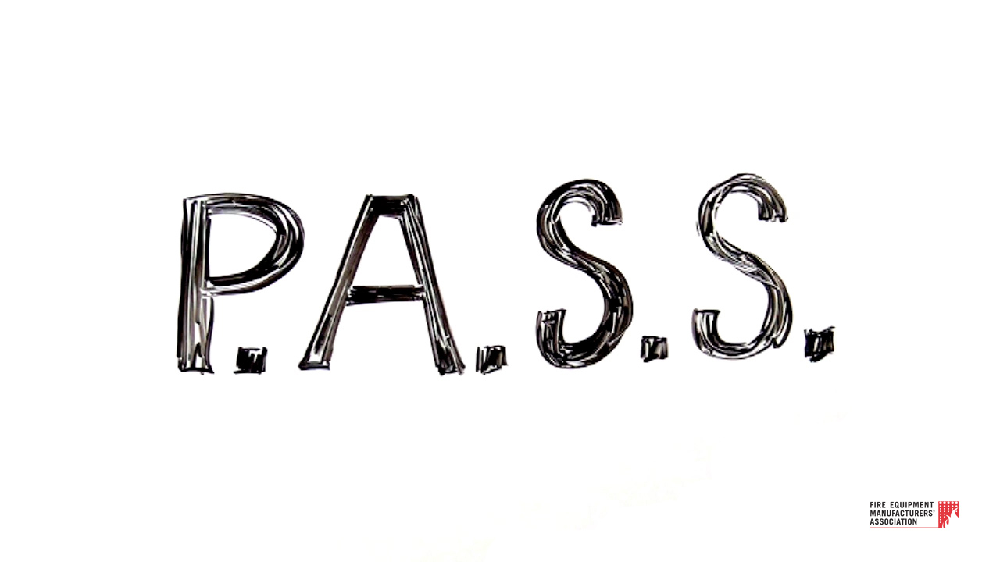 P.A.S.S.
FIRE EQUIPMENT
MANUFACTURERS'
ASSOCIATION